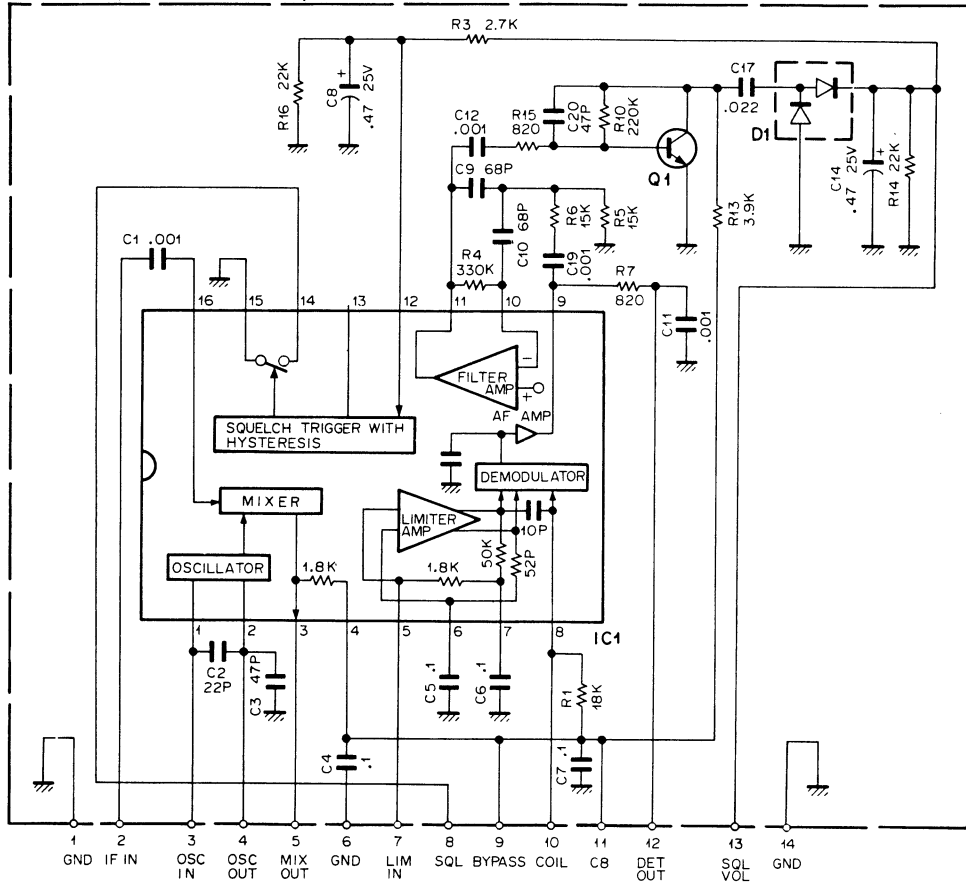 R3 2.7K
R16 22K
C8 .47 25V
+
C12 .001
R15 820
C20 47P
R10 220K
C17 .022
D1
Q1
C9 68P
C10 68P
R6 15K
R5 15K
R13 3.9K
C14 .47 25V
+
R14 22K
C1 .001
R4 330K
C19 .001
R7 820
C11 .001
16 15 14 13 12 11 10 9
FILTER AMP
-
+
AF AMP
SQUELCH TRIGGER WITH HYSTERESIS
DEMODULATOR
MIXER
LIMITER AMP
10P
50K
52P
OSCILLATOR
1.8K
1.8K
IC1
1 2 3 4 5 6 7 8
C2 22P
C3 47P
C5 .1
C6 .1
R1 18K
C4 .1
C7 .1
1 GND
2 IF IN
3 OSC IN
4 OSC OUT
5 MIX OUT
6 GND
7 LIM IN
8 SQL
9 BYPASS
10 COIL
11 C8
12 DET OUT
13 SQL VOL
14 GND